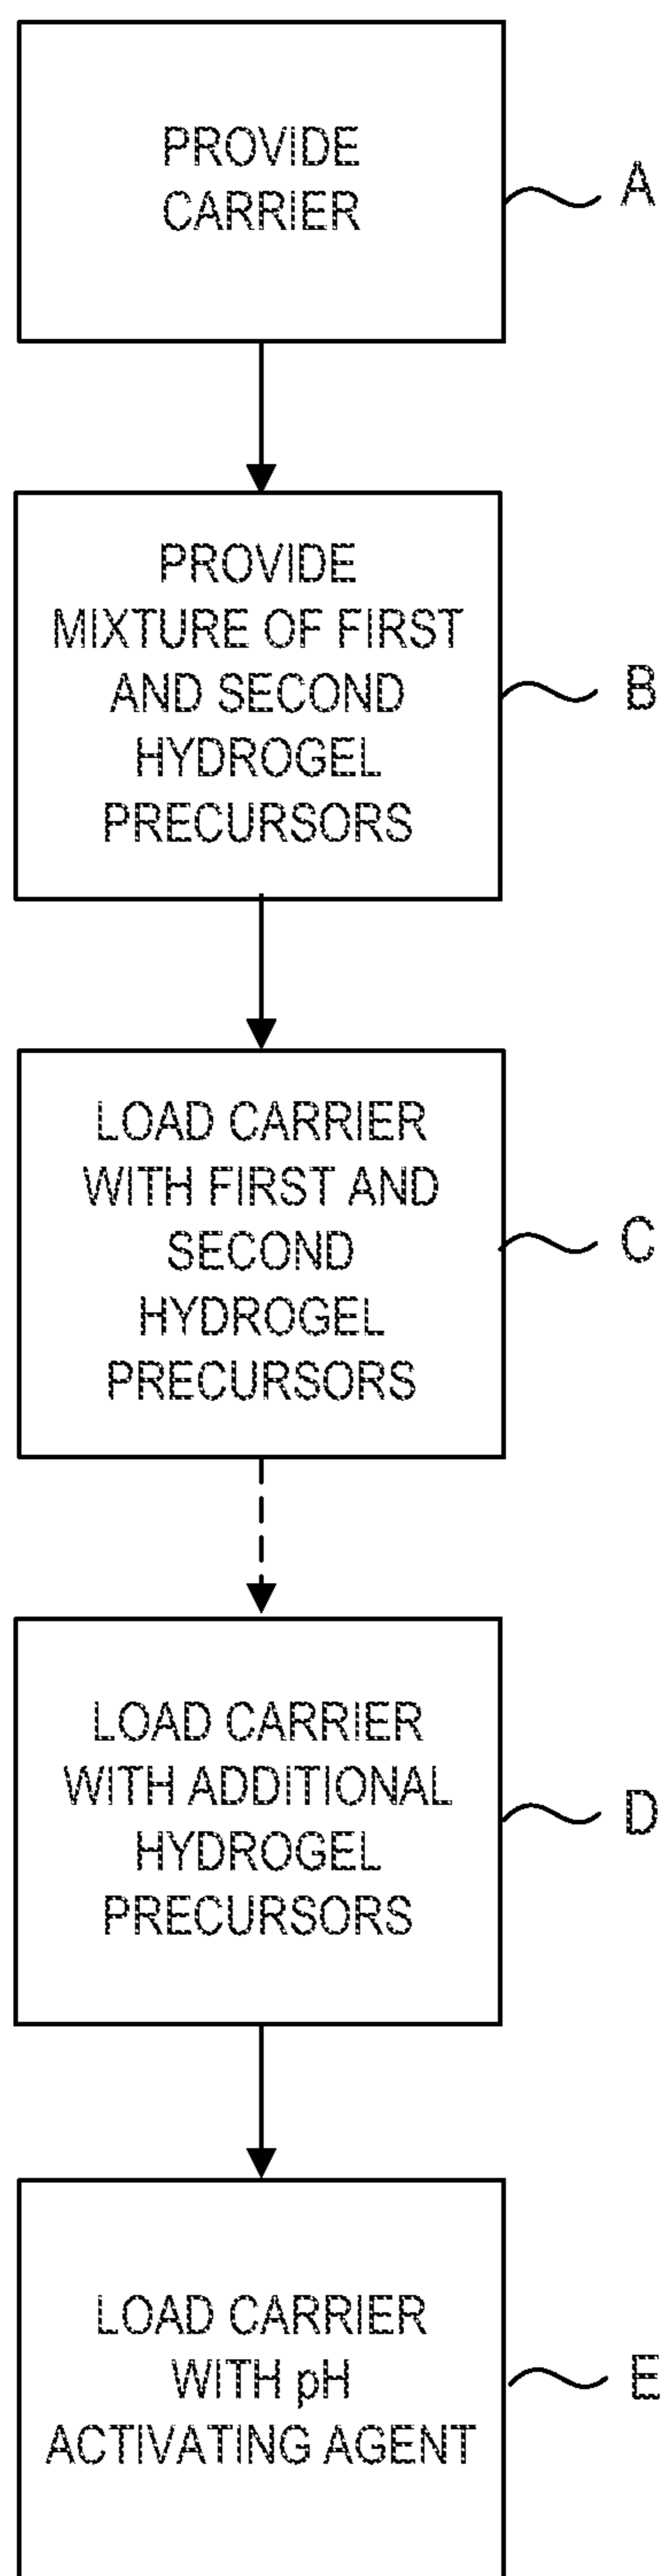 PROVIDE
CARRIER
A
PROVIDE
MIXTURE OF FIRST
AND SECOND
HYDROGEL
PRECURSORS
B
LOAD CARRIER
WITH FIRST AND
SECOND
HYDROGEL
PRECURSORS
C
LOAD CARRIER
WITH ADDITIONAL
HYDROGEL
PRECURSORS
D
LOAD CARRIER
WITH pH
ACTIVATING AGENT
E